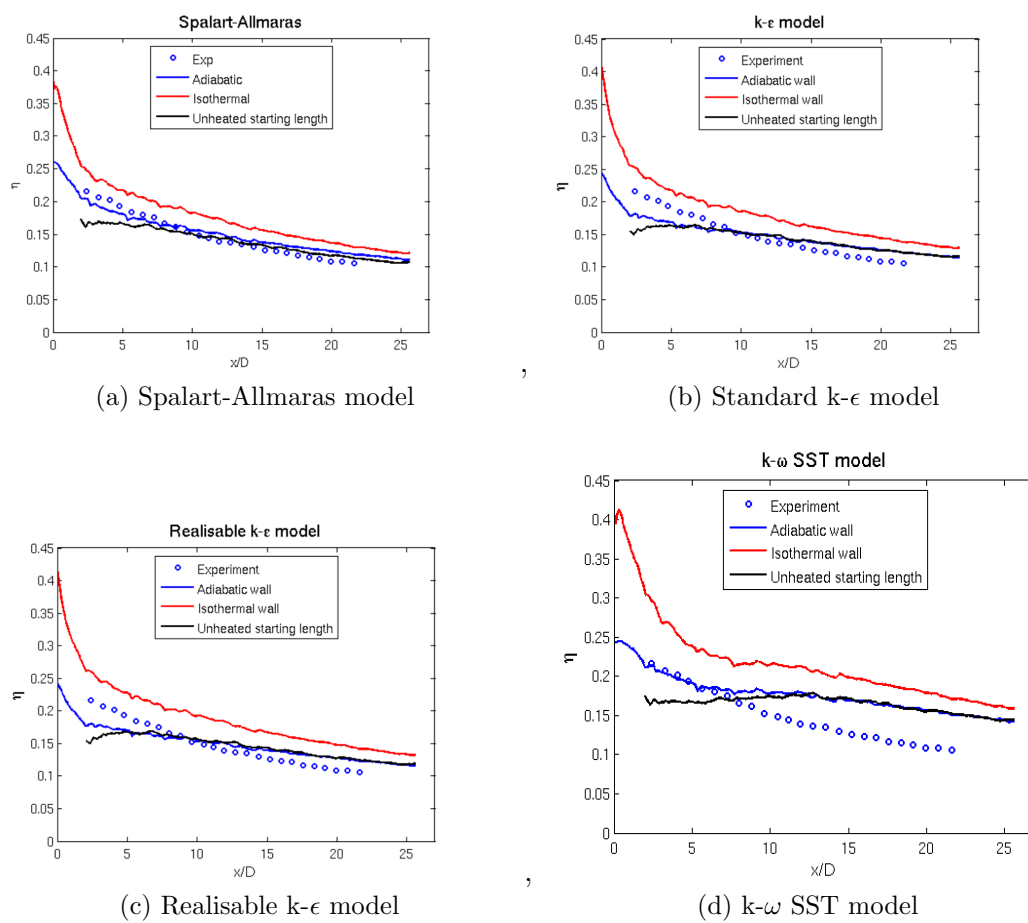 Spalart-Allmaras
0.45
0.4
0.35
0.3
0.25
0.2
0.15
0.1
0.05
0
η
Exp
Adiabatic
Isothermal
Unheated starting length
0 5 10 15 20 25
x/D
(a) Spalart-Allmaras model
,
k-ε model
0.45
0.4
0.35
0.3
0.25
0.2
0.15
0.1
0.05
0
η
Experiment
Adiabatic wall
Isothermal wall
Unheated starting length
0 5 10 15 20 25
x/D
(b) Standard k-ϵ model
Realisable k-ε model
0.45
0.4
0.35
0.3
0.25
0.2
0.15
0.1
0.05
0
η
Experiment
Adiabatic wall
Isothermal wall
Unheated starting length
0 5 10 15 20 25
x/D
(c) Realisable k-ϵ model
,
k-ω SST model
0.45
0.4
0.35
0.3
0.25
0.2
0.15
0.1
0.05
0
η
Experiment
Adiabatic wall
Isothermal wall
Unheated starting length
0 5 10 15 20 25
x/D
(d) k-ω SST model